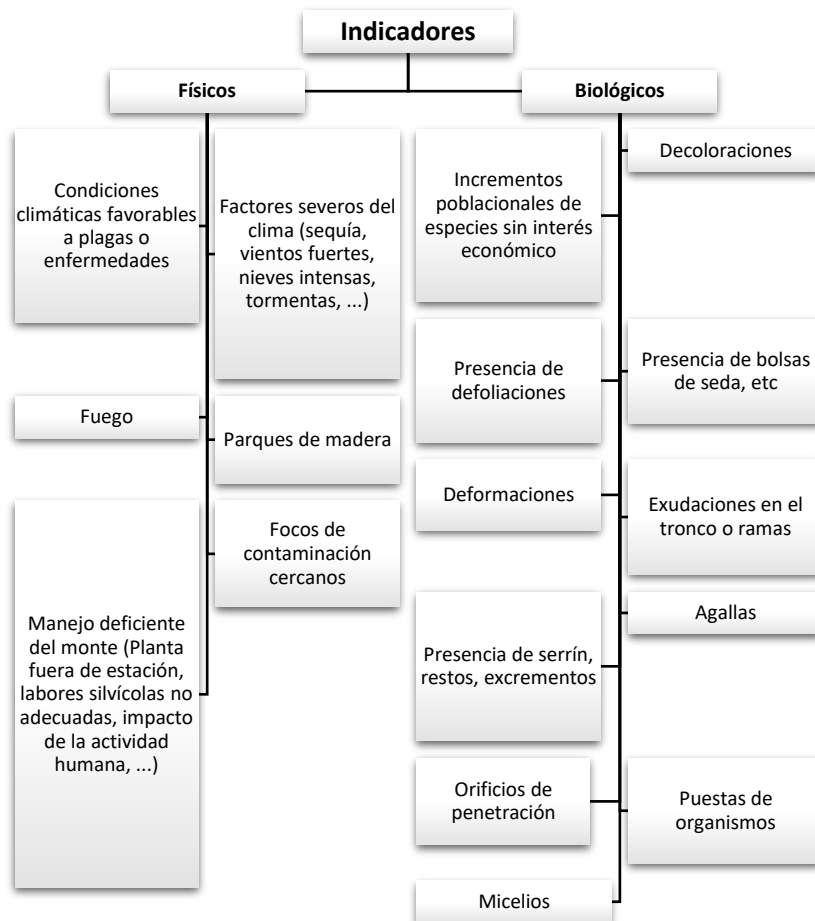 Indicadores
Físicos
Condiciones
climáticas favorables
a plagas o
enfermedades
Factores severos del
clima (sequía,
vientos fuertes,
nieves intensas,
tormentas, ...)
Fuego
Parques de madera
Manejo deficiente
del monte (Planta
fuera de estación,
labores silvícolas no
adecuadas, impacto
de la actividad
humana, ...)
Focos de
contaminación
cercanos
Biológicos
Incrementos
poblacionales de
especies sin interés
económico
Decoloraciones
Presencia de
defoliaciones
Presencia de bolsas
de seda, etc
Deformaciones
Exudaciones en el
tronco o ramas
Presencia de serrín,
restos, excrementos
Agallas
Orificios de
penetración
Puestas de
organismos
Micelios